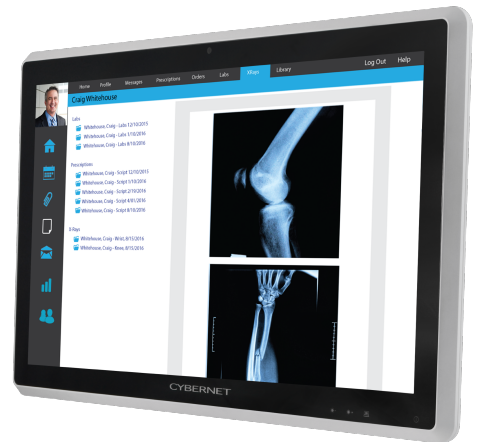 Home Profile Messages Prescriptions Orders Labs XRays Library Log Out Help
Craig Whitehouse
Labs
Whitehouse, Craig - Labs 12/10/2015
Whitehouse, Craig - Labs 1/10/2016
Whitehouse, Craig - Labs 8/10/2016
Prescriptions
Whitehouse, Craig - Script 12/10/2015
Whitehouse, Craig - Script 1/10/2016
Whitehouse, Craig - Script 2/19/2016
Whitehouse, Craig - Script 4/01/2016
Whitehouse, Craig - Script 8/10/2016
X-Rays
Whitehouse, Craig - Wrist, 8/15/2016
Whitehouse, Craig - Knee, 8/15/2016
CYBERNET